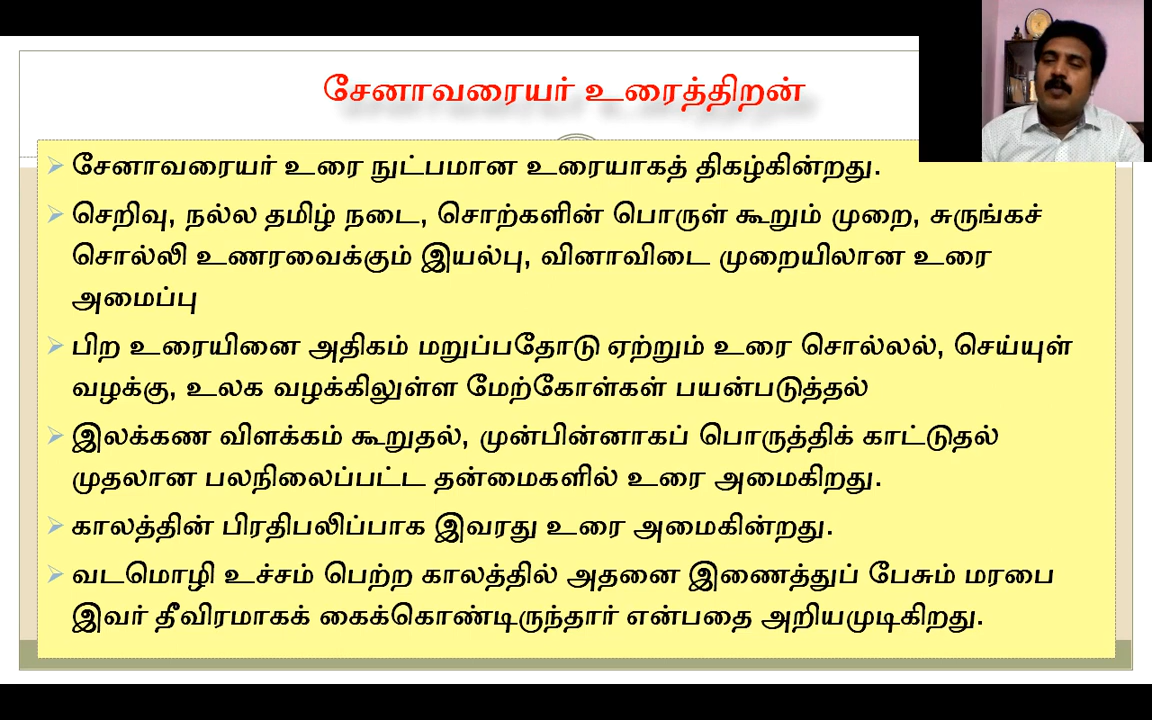 சேனாவரையர் உரைத்திறன்
சேனாவரையர் உரை நுட்பமான உரையாகத் திகழ்கின்றது.
செறிவு, நல்ல தமிழ் நடை, சொற்களின் பொருள் கூறும் முறை, சுருங்கச்
சொல்லி உணரவைக்கும் இயல்பு, வினாவிடை முறையிலான உரை
அமைப்பு
பிற உரையினை அதிகம் மறுப்பதோடு ஏற்றும் உரை சொல்லல், செய்யுள்
வழக்கு, உலக வழக்கிலுள்ள மேற்கோள்கள் பயன்படுத்தல்
இலக்கண விளக்கம் கூறுதல், முன்பின்னாகப் பொருத்திக் காட்டுதல்
முதலான பலநிலைப்பட்ட தன்மைகளில் உரை அமைகிறது.
காலத்தின் பிரதிபலிப்பாக இவரது உரை அமைகின்றது.
வடமொழி உச்சம் பெற்ற காலத்தில் அதனை இணைத்துப் பேசும் மரபை
இவர் தீவிரமாகக் கைக்கொண்டிருந்தார் என்பதை அறியமுடிகிறது.